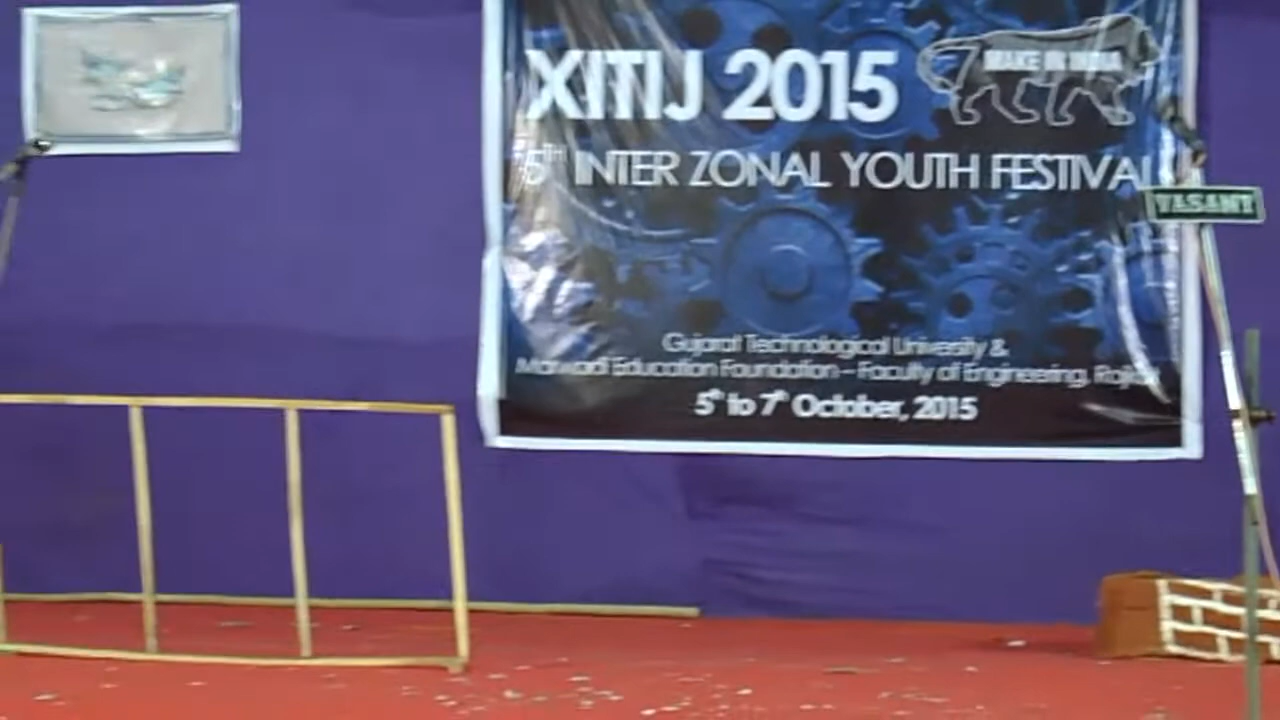 XITIJ 2015
MAKE IN INDIA
5TH INTER ZONAL YOUTH FESTIVAL
VASANT
Gujarat Technological University &
Marwadi Education Foundation - Faculty of Engineering, Rajkot
5th to 7th October, 2015